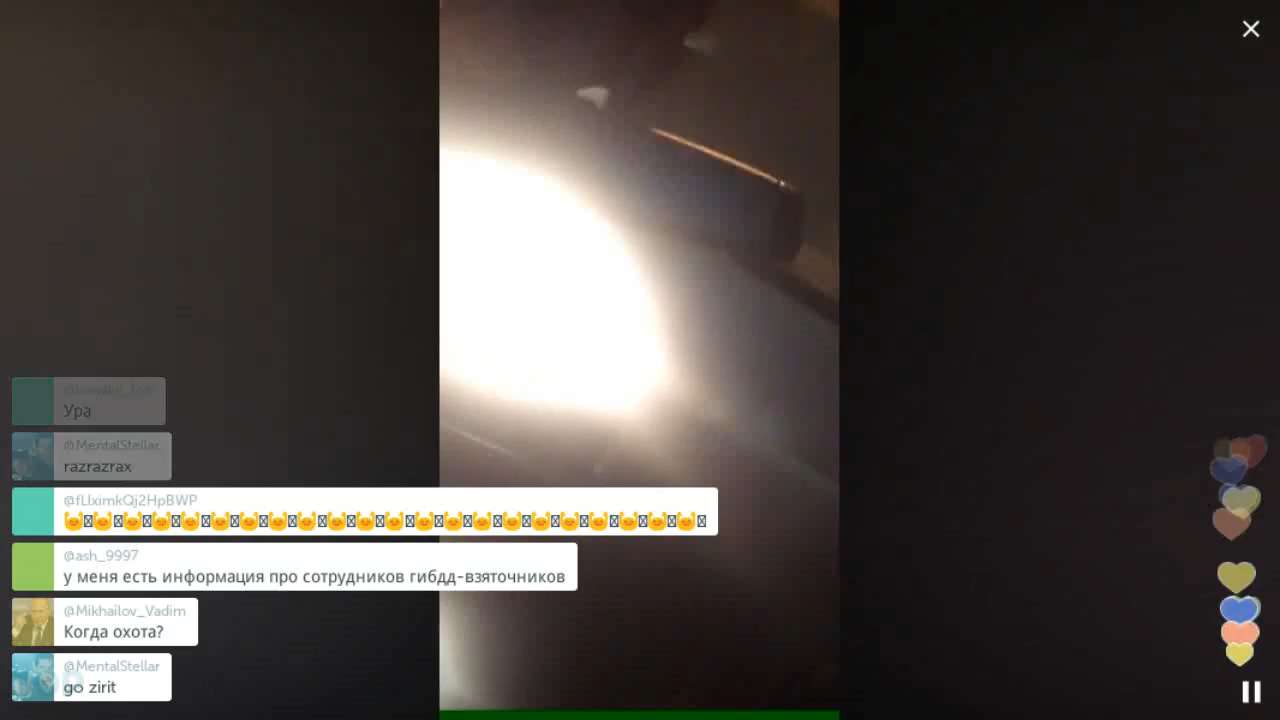 Ура
@MentalStellar
razrazrax
@fLlximkQj2HpBWP
@ash_9997
у меня есть информация про сотрудников гибдд-взяточников
@Mikhailov_Vadim
Когда охота?
@MentalStellar
go zirit